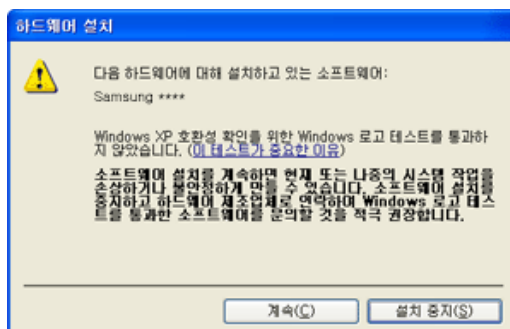 하드웨어 설치
다음 하드웨어에 대해 설치하고 있는 소프트웨어:
Samsung ****
Windows XP 호환성 확인을 위한 Windows 로고 테스트를 통과하
지 않았습니다. (이 테스트가 중요한 이유)
소프트웨어 설치를 계속하면 현재 또는 나중의 시스템 작업을
손상하거나 불안정하게 만들 수 있습니다. 소프트웨어 설치를
중지하고 하드웨어 제조업체로 연락하여 Windows 로고 테스
트를 통과한 소프트웨어를 문의할 것을 적극 권장합니다.
계속(C)
설치 중지(S)